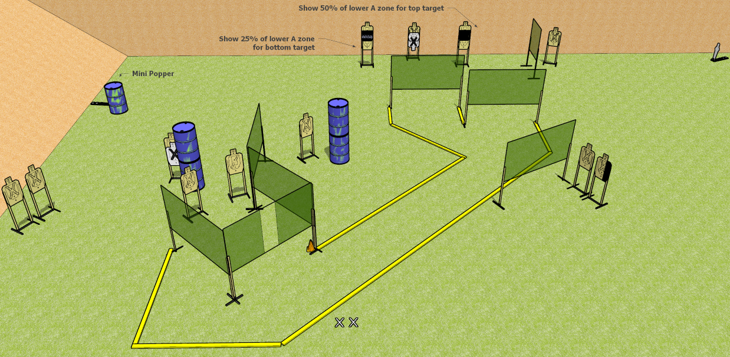 Show 50% of lower A zone for top target
Show 25% of lower A zone
for bottom target
Mini Popper